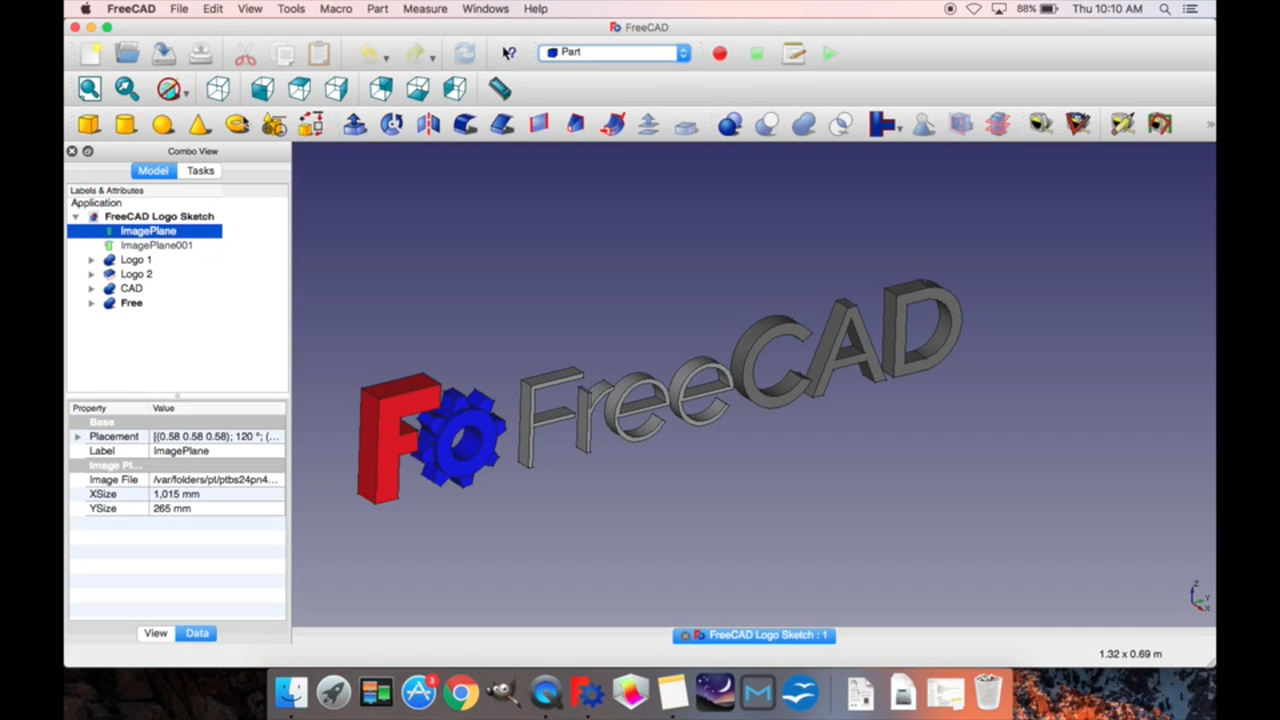 FreeCAD File Edit View Tools Macro Part Measure Windows Help 88% Thu 10:10 AM
FreeCAD
Part
Combo View
Model Tasks
Labels & Attributes
Application
FreeCAD Logo Sketch
ImagePlane
ImagePlane001
Logo 1
Logo 2
CAD
Free
FreeCAD
Property Value
Base
Placement [(0.58 0.58 0.58); 120 °; (...
Label ImagePlane
Image Pl...
Image File /var/folders/pt/ptbs24pn4...
XSize 1,015 mm
YSize 265 mm
Z
Y
X
View Data
FreeCAD Logo Sketch : 1
1.32 x 0.69 m
3